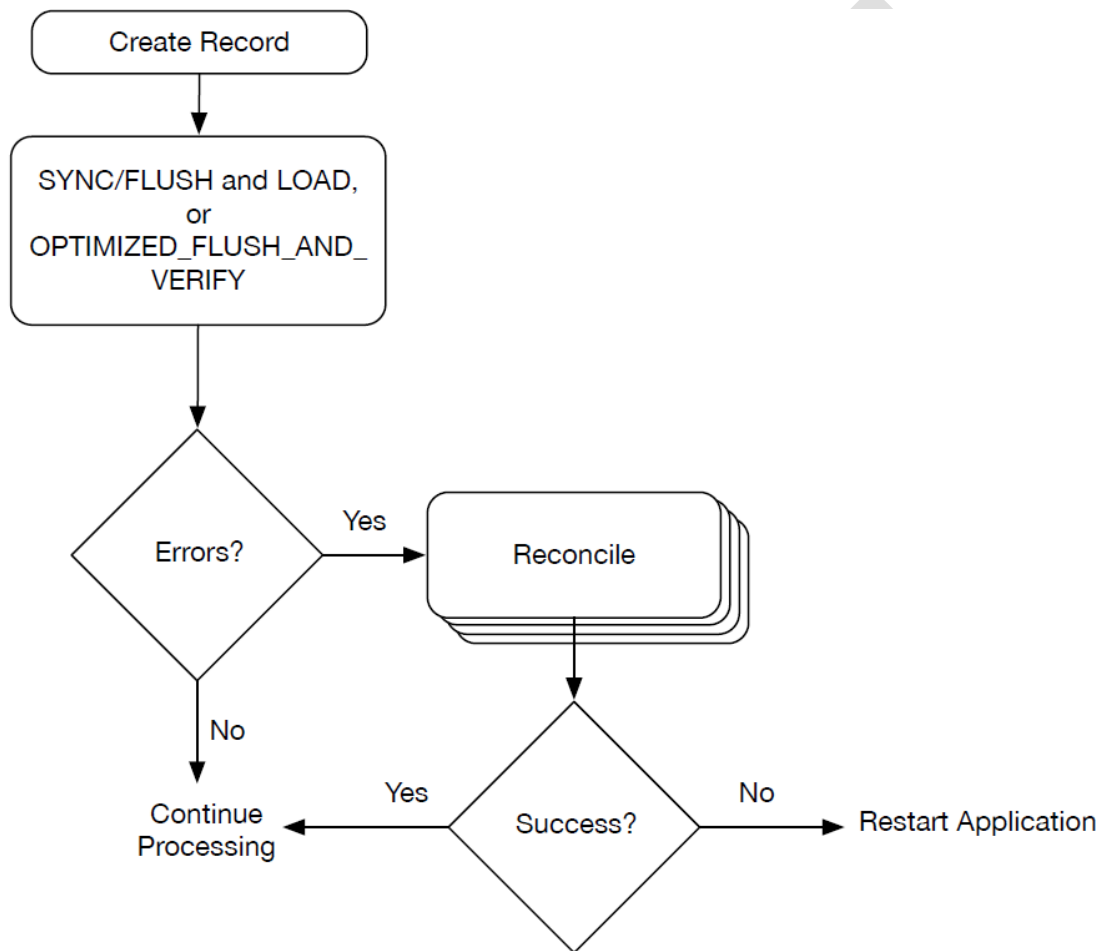 Create Record
SYNC/FLUSH and LOAD,
or
OPTIMIZED_FLUSH_AND_
VERIFY
Errors?
Yes
Reconcile
No
Continue
Processing
Yes
Success?
No
Restart Application